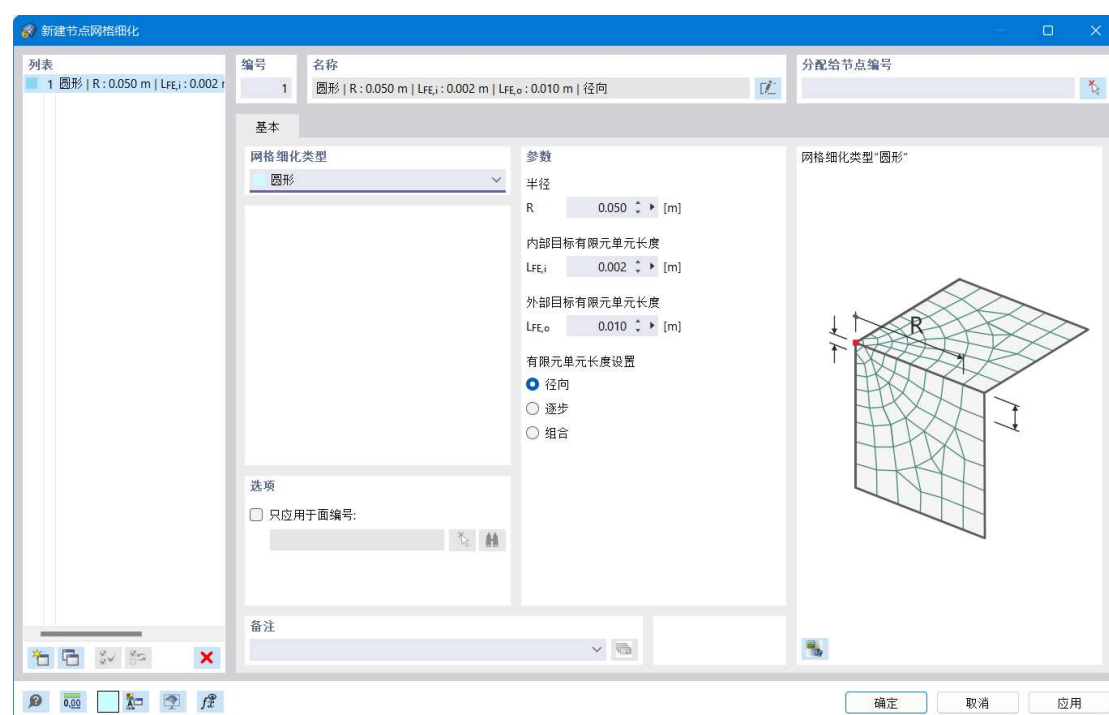 新建节点网格细化
列表
1 圆形 | R : 0.050 m | LFE,i : 0.002 r
编号
1
名称
圆形 | R : 0.050 m | LFE,i : 0.002 m | LFE,o : 0.010 m | 径向
分配给节点编号
基本
网格细化类型
圆形
参数
半径
R 0.050 [m]
内部目标有限元单元长度
LFE,i 0.002 [m]
外部目标有限元单元长度
LFE,o 0.010 [m]
有限元单元长度设置
径向
逐步
组合
选项
只应用于面编号:
备注
网格细化类型"圆形"
R
0,00
确定
取消
应用